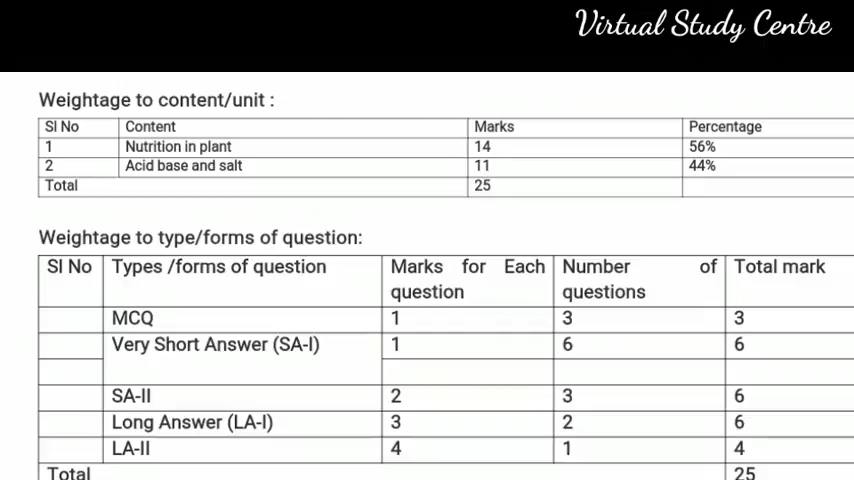 Virtual Study Centre
Weightage to content/unit :
Sl No Content Marks Percentage
1 Nutrition in plant 14 56%
2 Acid base and salt 11 44%
Total 25
Weightage to type/forms of question:
Sl No Types /forms of question Marks for Each question Number of questions Total mark
MCQ 1 3 3
Very Short Answer (SA-I) 1 6 6
SA-II 2 3 6
Long Answer (LA-I) 3 2 6
LA-II 4 1 4
Total 25